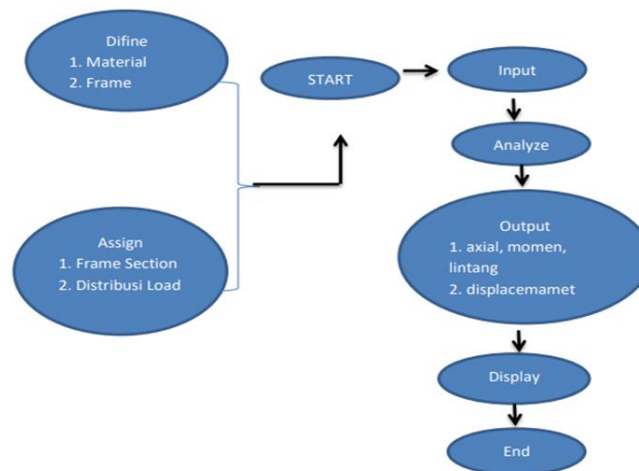 Difine
1. Material
2. Frame
START
Input
Analyze
Assign
1. Frame Section
2. Distribusi Load
Output
1. axial, momen,
lintang
2. displacemamet
Display
End